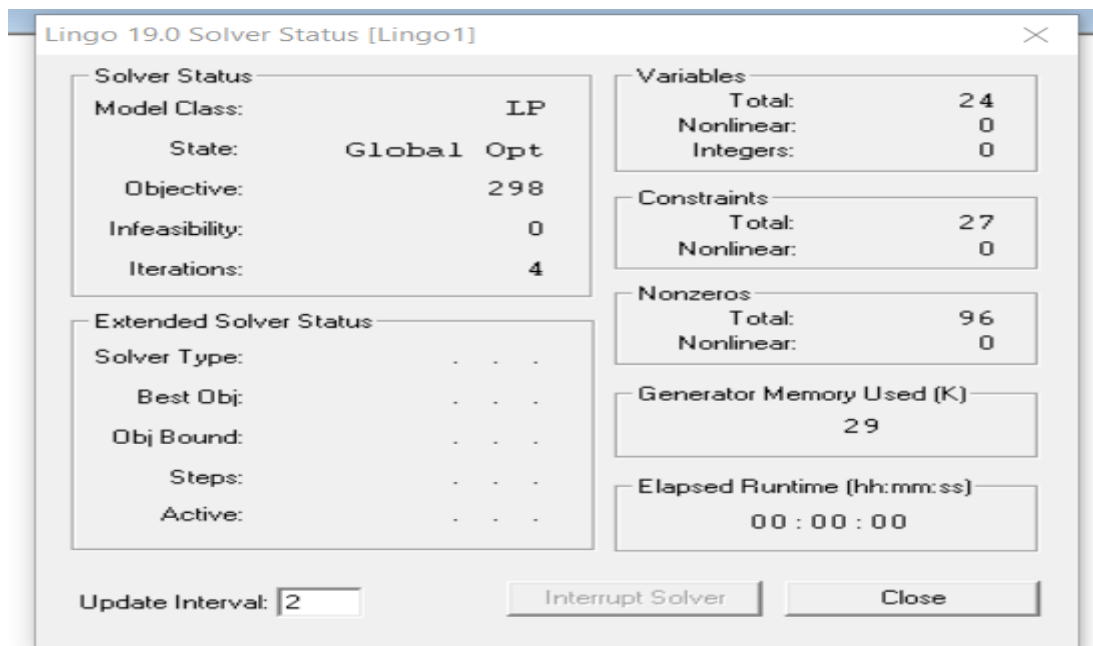 Lingo 19.0 Solver Status [Lingo1]
Solver Status
Model Class: LP
State: Global Opt
Objective: 298
Infeasibility: 0
Iterations: 4
Extended Solver Status
Solver Type: . . .
Best Obj: . . .
Obj Bound: . . .
Steps: . . .
Active: . . .
Variables
Total: 24
Nonlinear: 0
Integers: 0
Constraints
Total: 27
Nonlinear: 0
Nonzeros
Total: 96
Nonlinear: 0
Generator Memory Used (K)
29
Elapsed Runtime (hh:mm:ss)
00:00:00
Update Interval: 2
Interrupt Solver
Close